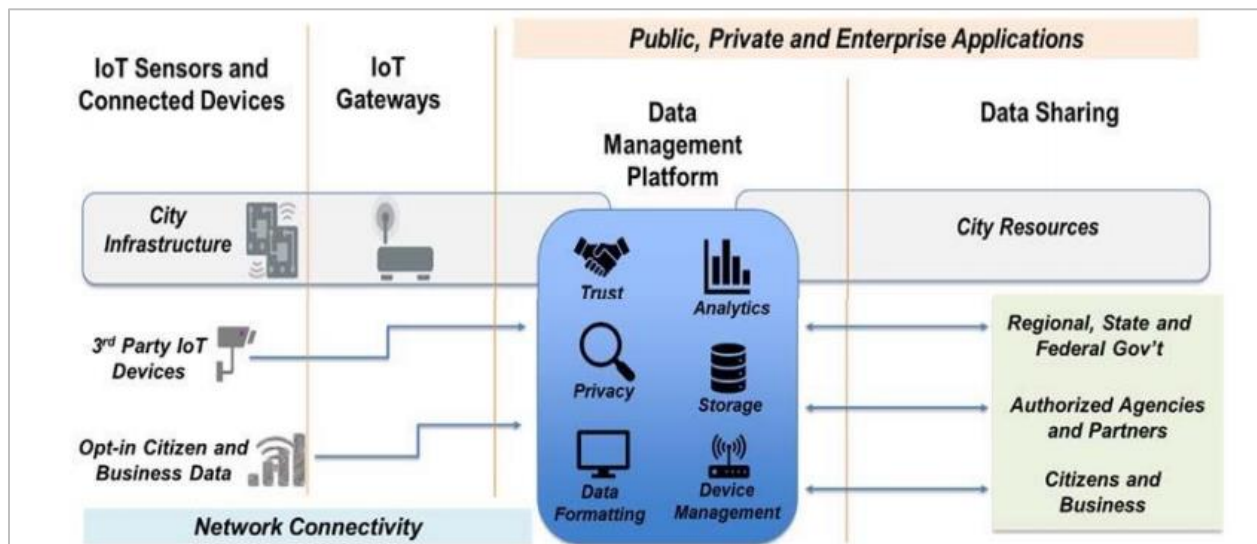 Public, Private and Enterprise Applications
IoT Sensors and
Connected Devices
IoT
Gateways
Data
Management
Platform
Data Sharing
City
Infrastructure
City Resources
Trust
Analytics
3rd Party IoT
Devices
Regional, State and
Federal Gov't
Privacy
Storage
Opt-in Citizen and
Business Data
Authorized Agencies
and Partners
Data
Formatting
Device
Management
Citizens and
Business
Network Connectivity